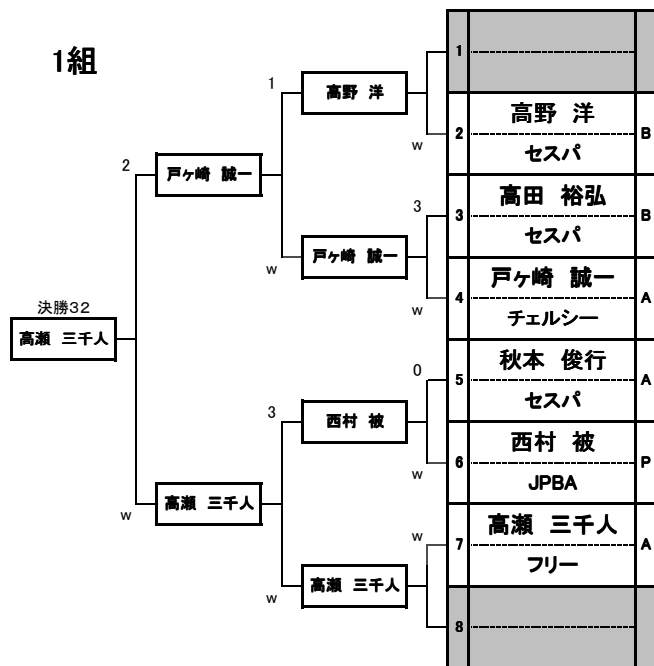 1組
1
高野 洋
1
w
2
高野 洋
セスパ
B
2
戸ヶ崎 誠一
3
高田 裕弘
セスパ
B
3
w
戸ヶ崎 誠一
w
4
戸ヶ崎 誠一
チェルシー
A
決勝32
高瀬 三千人
5
秋本 俊行
セスパ
A
0
3
西村 被
w
6
西村 被
JPBA
P
w
高瀬 三千人
w
7
高瀬 三千人
フリー
A
w
高瀬 三千人
8